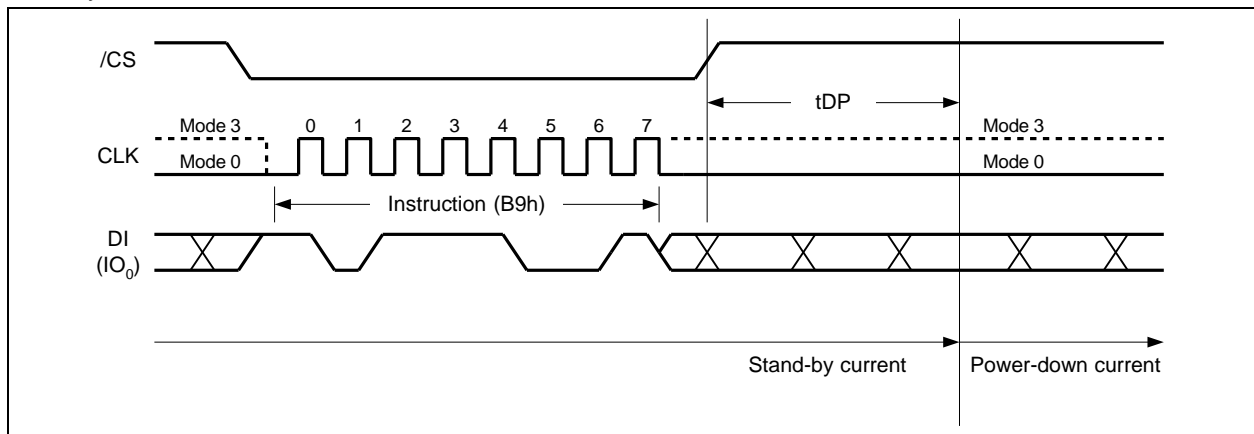 /CS
tDP
Mode 3 0 1 2 3 4 5 6 7 Mode 3
CLK
Mode 0 Mode 0
Instruction (B9h)
DI
(IO0)
Stand-by current Power-down current